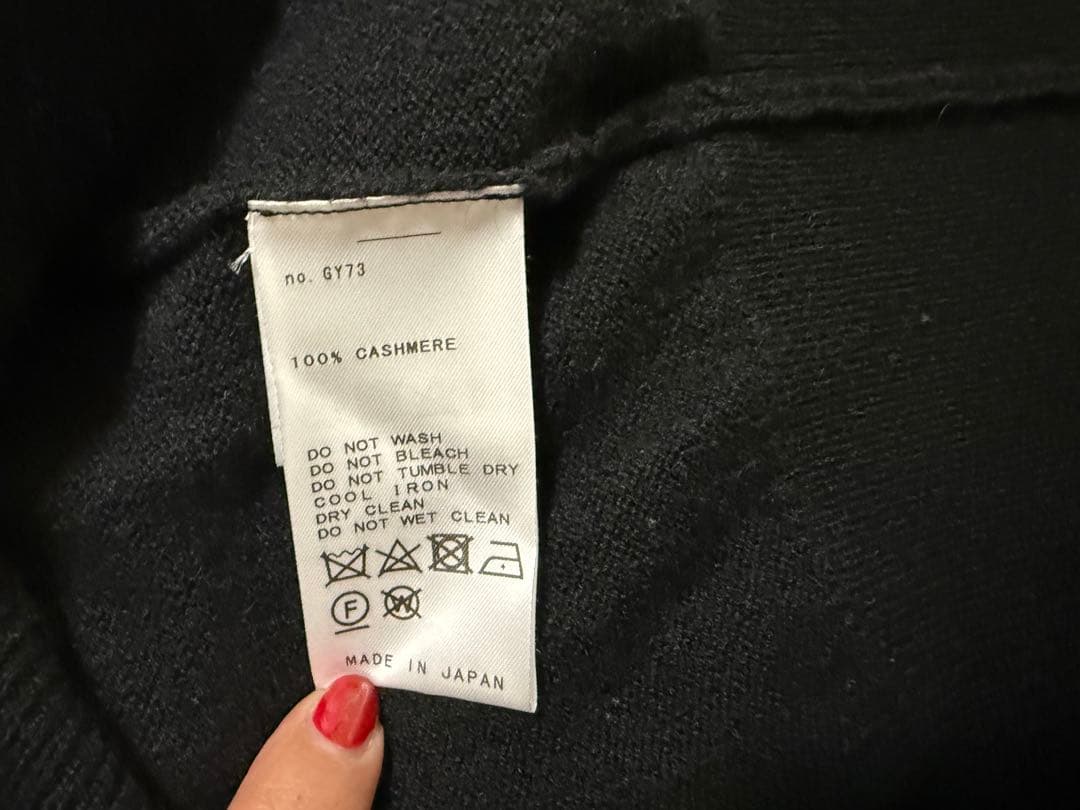 no. GY73
100% CASHMERE
DO NOT WASH
DO NOT BLEACH
DO NOT TUMBLE DRY
COOL IRON
DRY CLEAN
DO NOT WET CLEAN
F W
MADE IN JAPAN